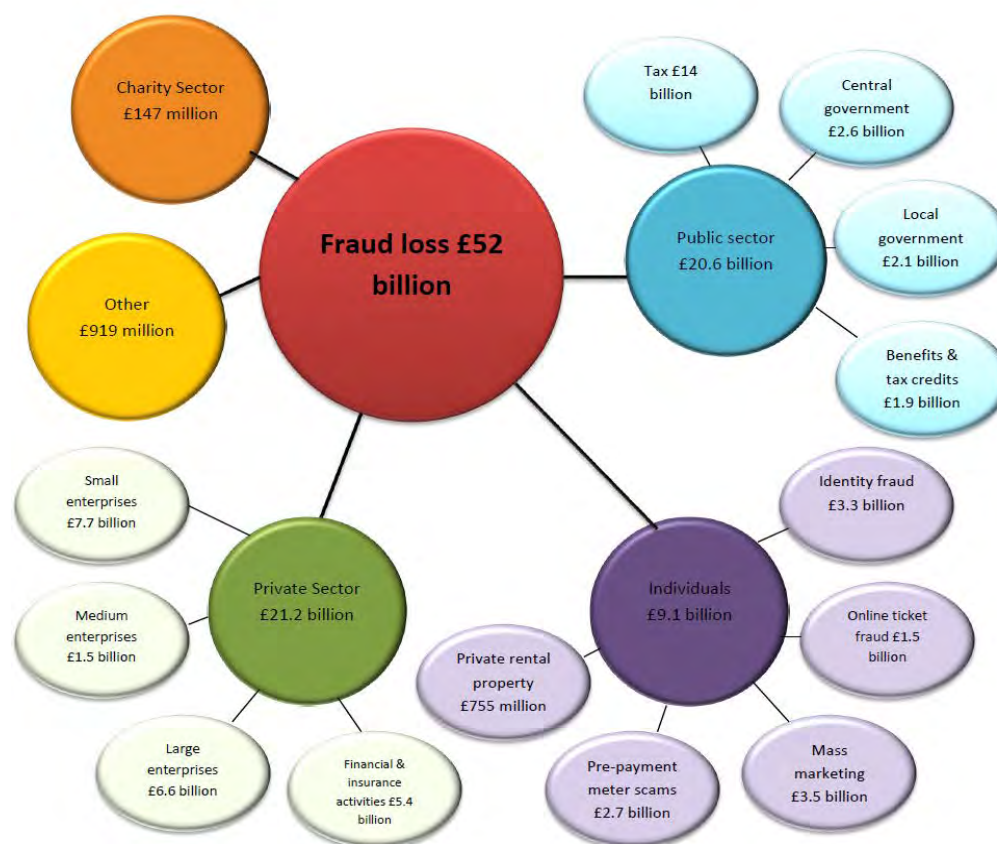 Charity Sector
£147 million
Tax £14
billion
Central
government
£2.6 billion
Fraud loss £52
billion
Public sector
£20.6 billion
Local
government
£2.1 billion
Other
£919 million
Benefits &
tax credits
£1.9 billion
Small
enterprises
£7.7 billion
Identity fraud
£3.3 billion
Private Sector
£21.2 billion
Individuals
£9.1 billion
Medium
enterprises
£1.5 billion
Online ticket
fraud £1.5
billion
Private rental
property
£755 million
Large
enterprises
£6.6 billion
Financial &
insurance
activities £5.4
billion
Pre-payment
meter scams
£2.7 billion
Mass
marketing
£3.5 billion